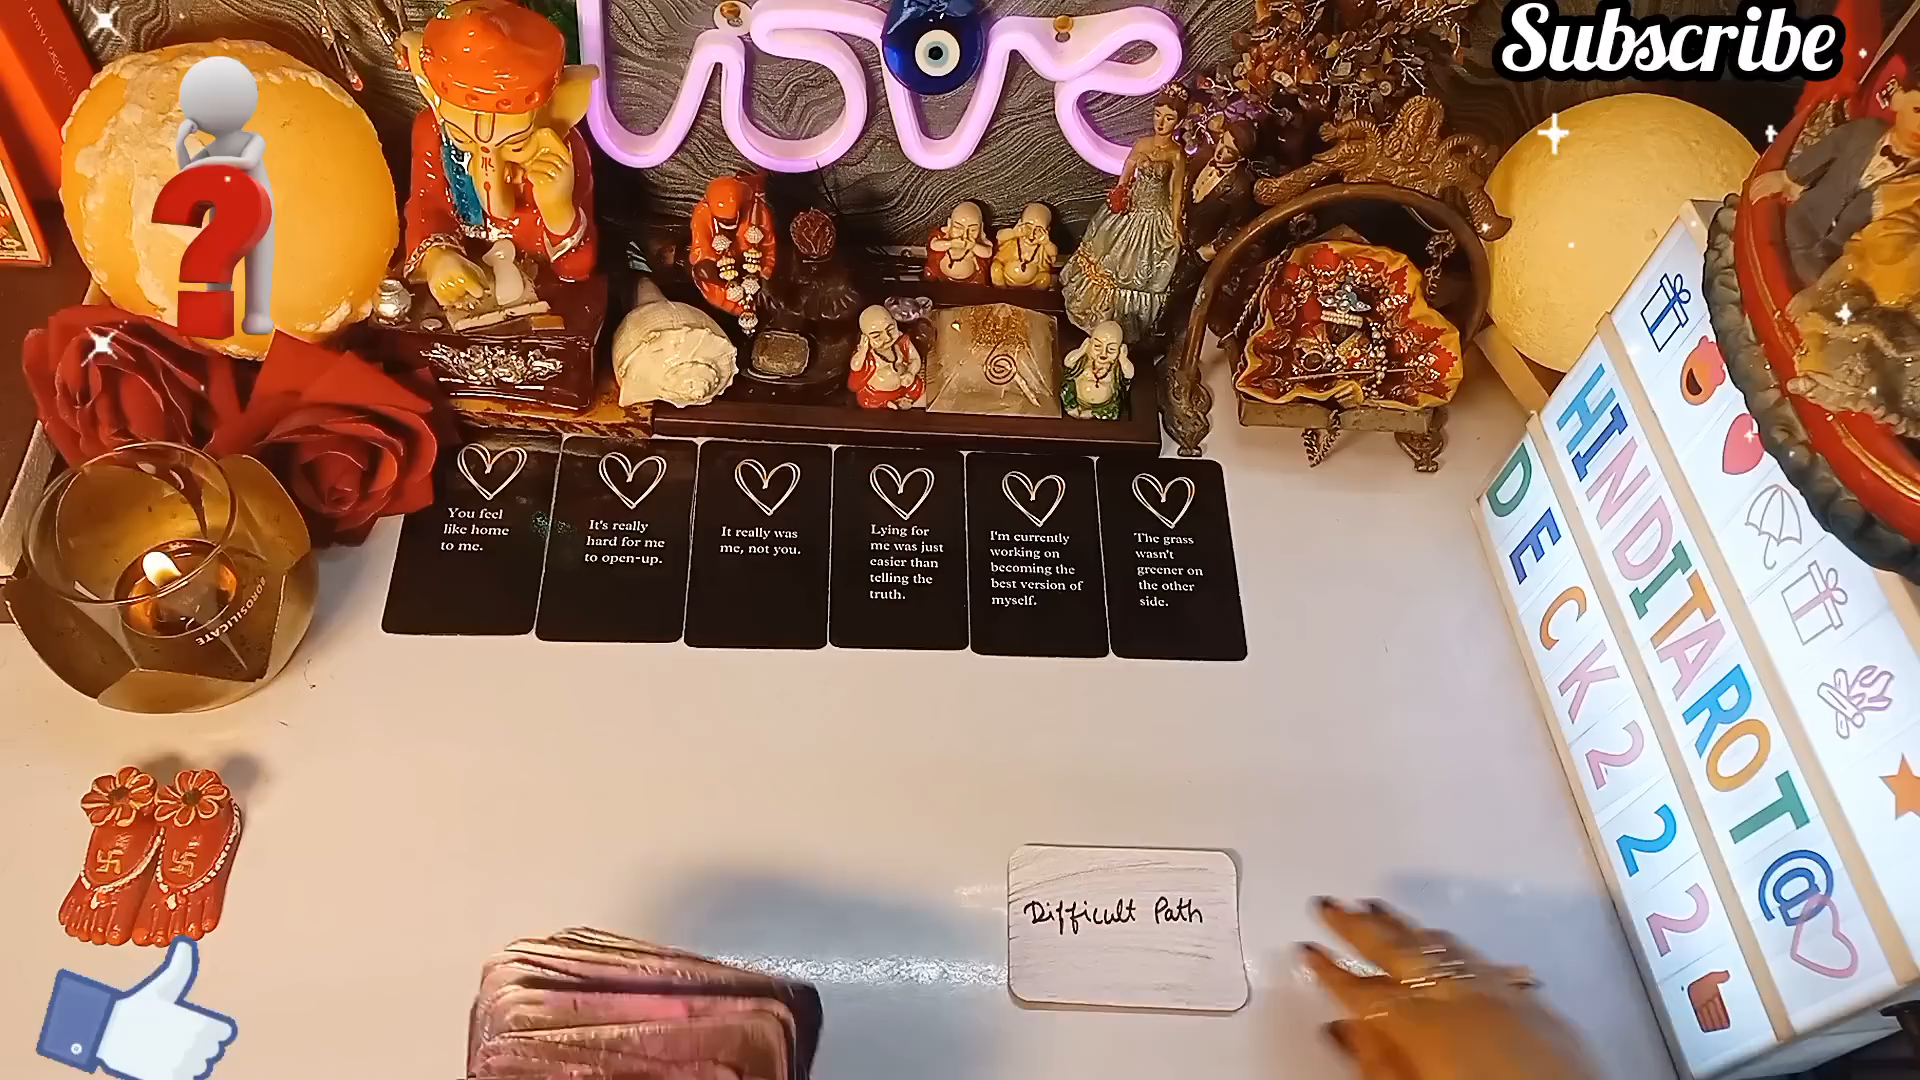 Subscribe
love
You feel
like home
to me.
It's really
hard for me
to open-up.
It really was
me, not you.
Lying for
me was just
easier than
telling the
truth.
I'm currently
working on
becoming the
best version of
myself.
The grass
wasn't
greener on
the other
side.
HINDITAROT@
DECK222
BOROSILICATE
Difficult Path